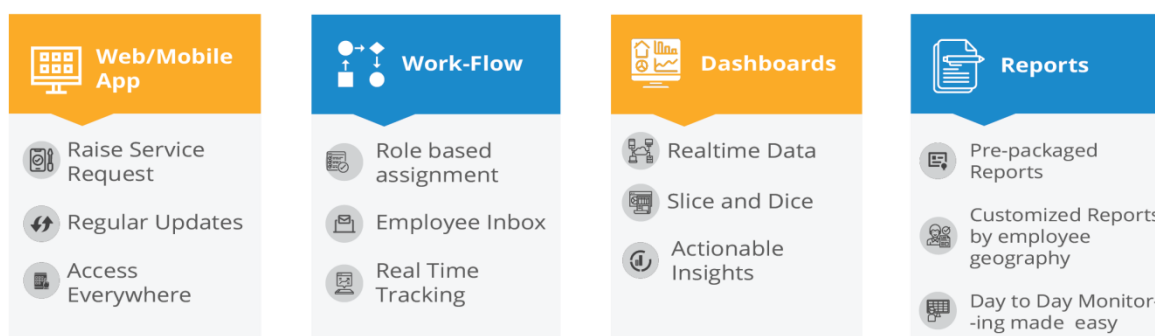 Web/Mobile
App
Raise Service
Request
Regular Updates
Access
Everywhere
Work-Flow
Role based
assignment
Employee Inbox
Real Time
Tracking
Dashboards
Realtime Data
Slice and Dice
Actionable
Insights
Reports
Pre-packaged
Reports
Customized Reports
by employee
geography
Day to Day Monitor-
-ing made easy